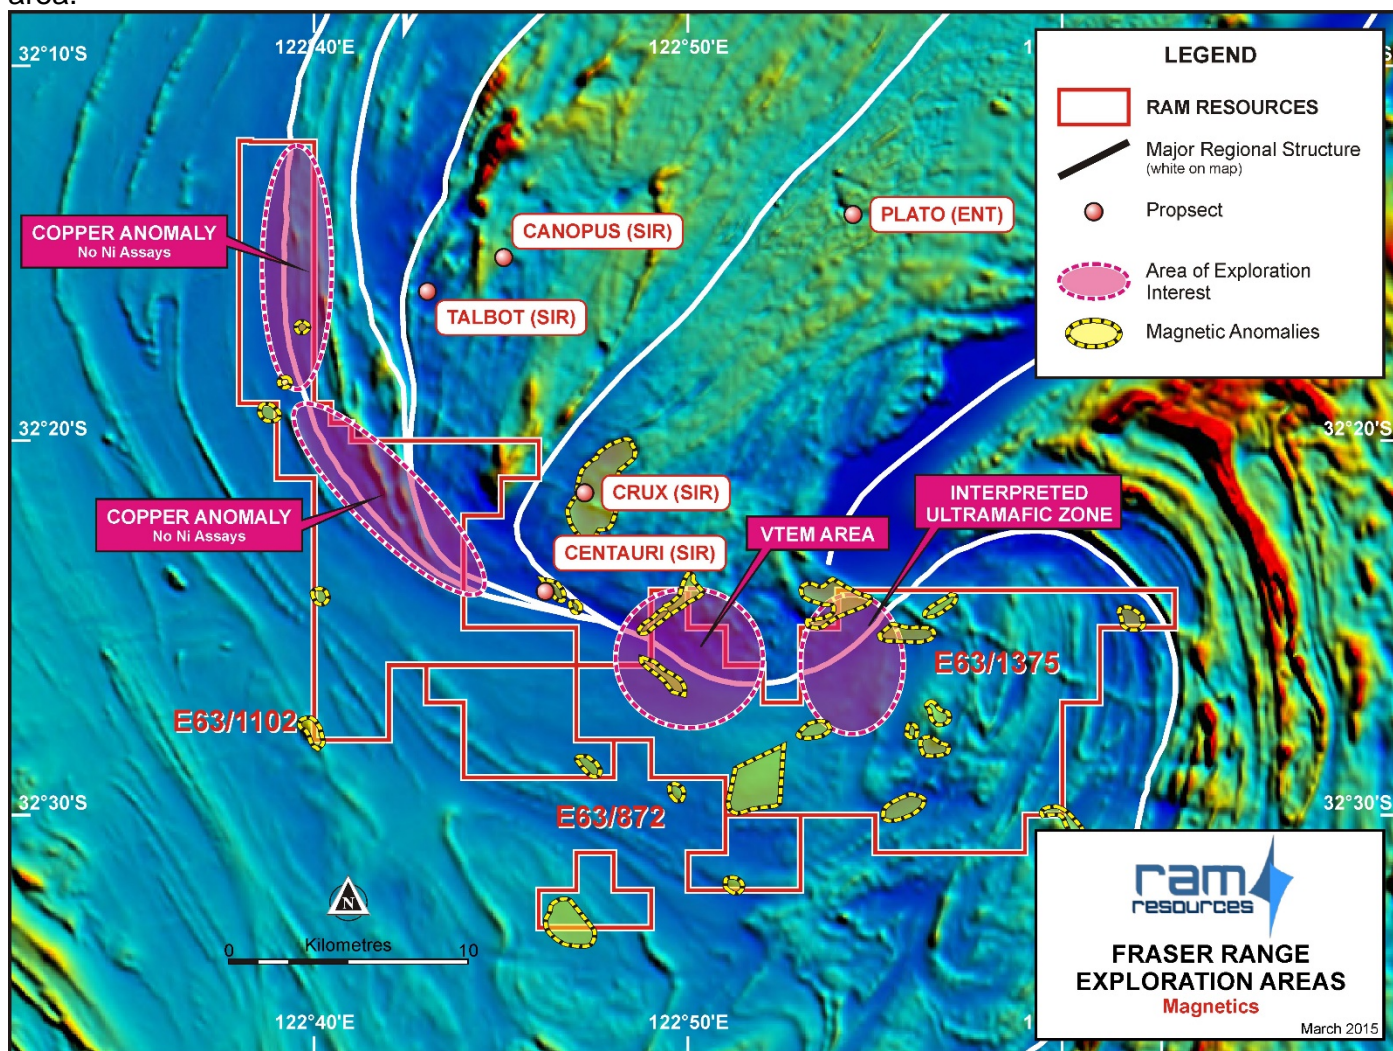 area.
32°10'S
122°40'E
122°50'E
LEGEND
RAM RESOURCES
Major Regional Structure
(white on map)
Propsect
Area of Exploration
Interest
Magnetic Anomalies
COPPER ANOMALY
No Ni Assays
CANOPUS (SIR)
PLATO (ENT)
TALBOT (SIR)
32°20'S
32°20'S
CRUX (SIR)
INTERPRETED
ULTRAMAFIC ZONE
COPPER ANOMALY
No Ni Assays
VTEM AREA
CENTAURI (SIR)
E63/1375
E63/1102
32°30'S
32°30'S
E63/872
N
0
Kilometres
10
ram
resources
FRASER RANGE
EXPLORATION AREAS
Magnetics
March 2015
122°40'E
122°50'E